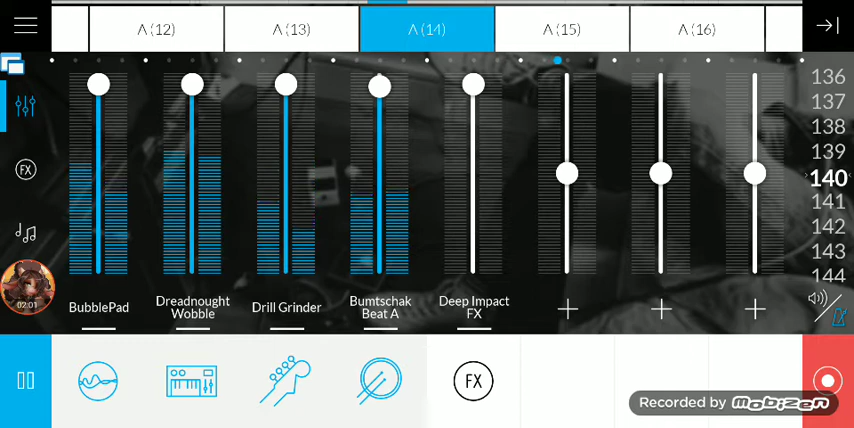 Λ (12)
Λ (13)
Λ (14)
Λ (15)
Λ (16)
136
137
138
139
140
141
142
143
144
FX
02:01
BubblePad
Dreadnought
Wobble
Drill Grinder
Bumtschak
Beat A
Deep Impact
FX
FX
Recorded by Mobizen